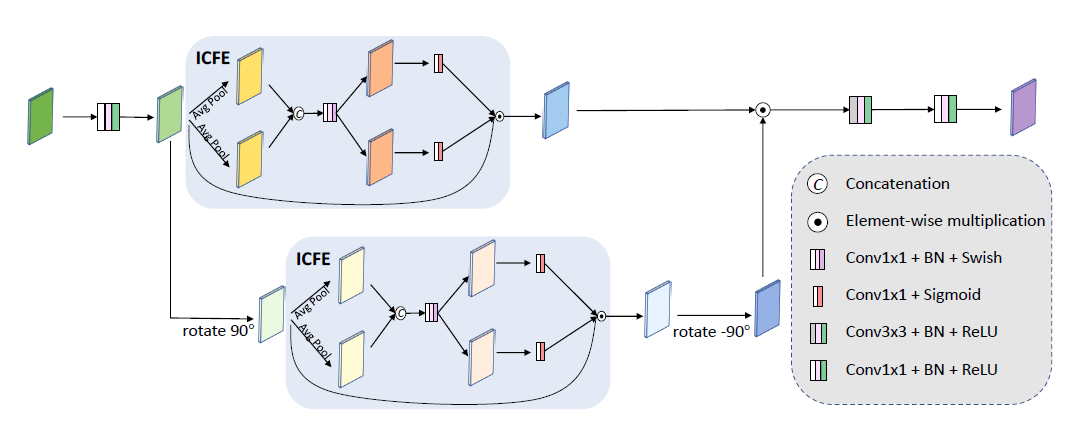 ICFE
Avg Pool
Avg Pool
C
ICFE
Avg Pool
Avg Pool
C
rotate 90°
rotate -90°
C Concatenation
Element-wise multiplication
Conv1x1 + BN + Swish
Conv1x1 + Sigmoid
Conv3x3 + BN + ReLU
Conv1x1 + BN + ReLU